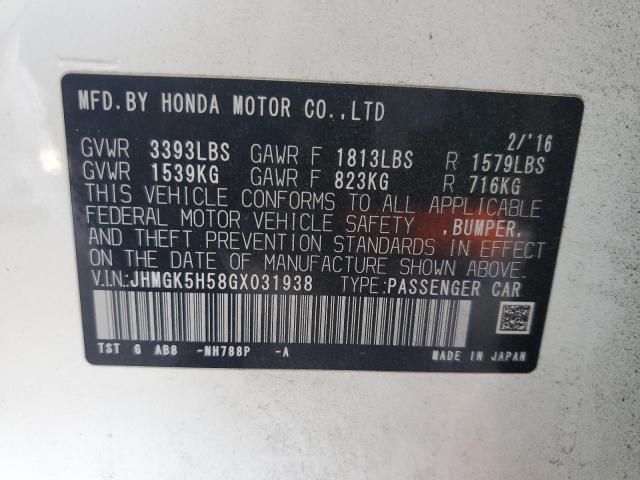 MFD.BY HONDA MOTOR CO.,LTD
2/'16
GVWR 3393LBS GAWR F 1813LBS R 1579LBS
GVWR 1539KG GAWR F 823KG R 716KG
THIS VEHICLE CONFORMS TO ALL APPLICABLE
FEDERAL MOTOR VEHICLE SAFETY ,BUMPER,
AND THEFT PREVENTION STANDARDS IN EFFECT
ON THE DATE OF MANUFACTURE SHOWN ABOVE.
V.I.N:JHMGK5H58GX031938 TYPE:PASSENGER CAR
TST G AB8 -NH788P -A
MADE IN JAPAN